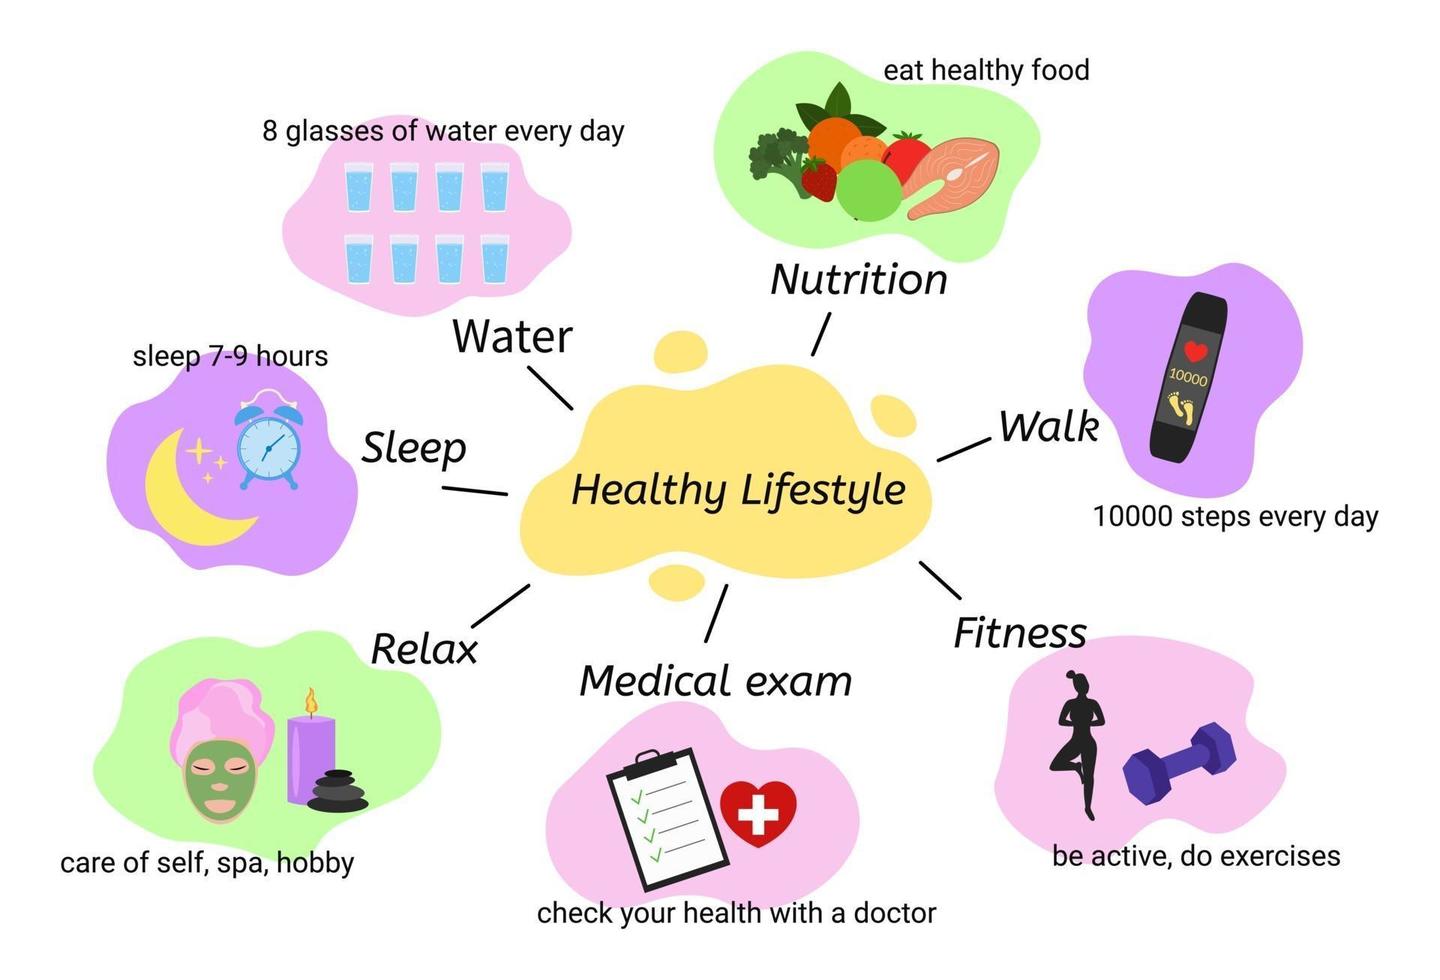 eat healthy food
8 glasses of water every day
Nutrition
Water
sleep 7-9 hours
10000
Walk
Sleep
Healthy Lifestyle
10000 steps every day
Fitness
Relax
Medical exam
be active, do exercises
care of self, spa, hobby
check your health with a doctor